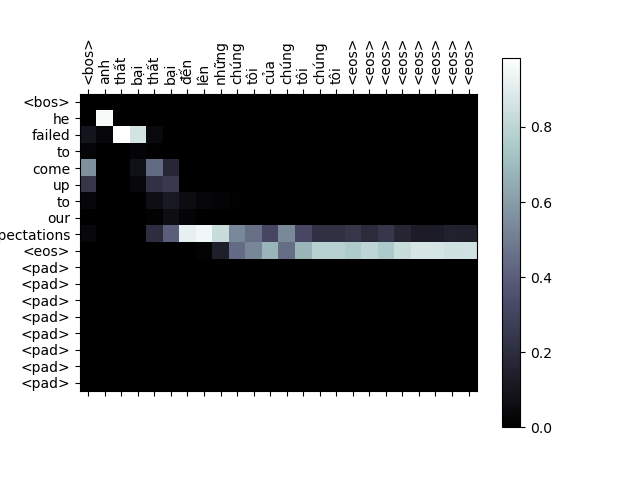 <bos> anh thất bại thất bại đến lên những chúng tôi của chúng tôi chúng tôi <eos> <eos> <eos> <eos> <eos> <eos> <eos> <eos>
<bos>
he
failed
to
come
up
to
our
pectations
<eos>
<pad>
<pad>
<pad>
<pad>
<pad>
<pad>
<pad>
<pad>
0.8
0.6
0.4
0.2
0.0